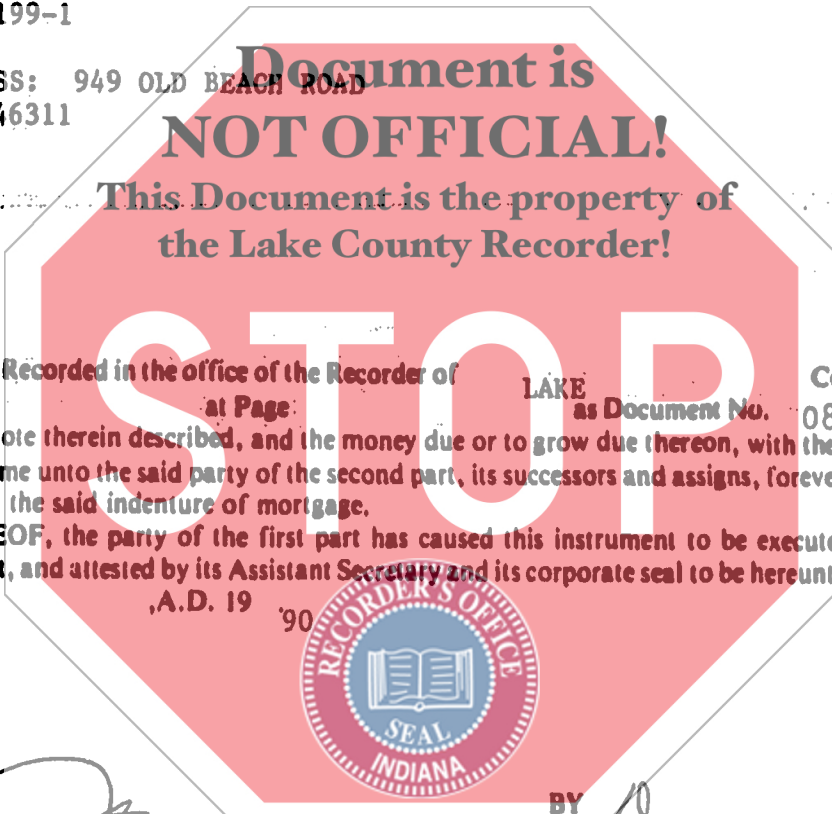 199-1
SS: 949 OLD BEACH ROAD
46311
Document is
NOT OFFICIAL!
This Document is the property of
the Lake County Recorder!
STOP
Recorded in the office of the Recorder of LAKE Co
at Page as Document No. 08
ote therein described, and the money due or to grow due thereon, with the
me unto the said party of the second part, its successors and assigns, foreve
the said indenture of mortgage.
EOF, the party of the first part has caused this instrument to be execute
, and attested by its Assistant Secretary and its corporate seal to be hereunt
,A.D. 19 '90
RECORDER'S OFFICE
SEAL
INDIANA
BY